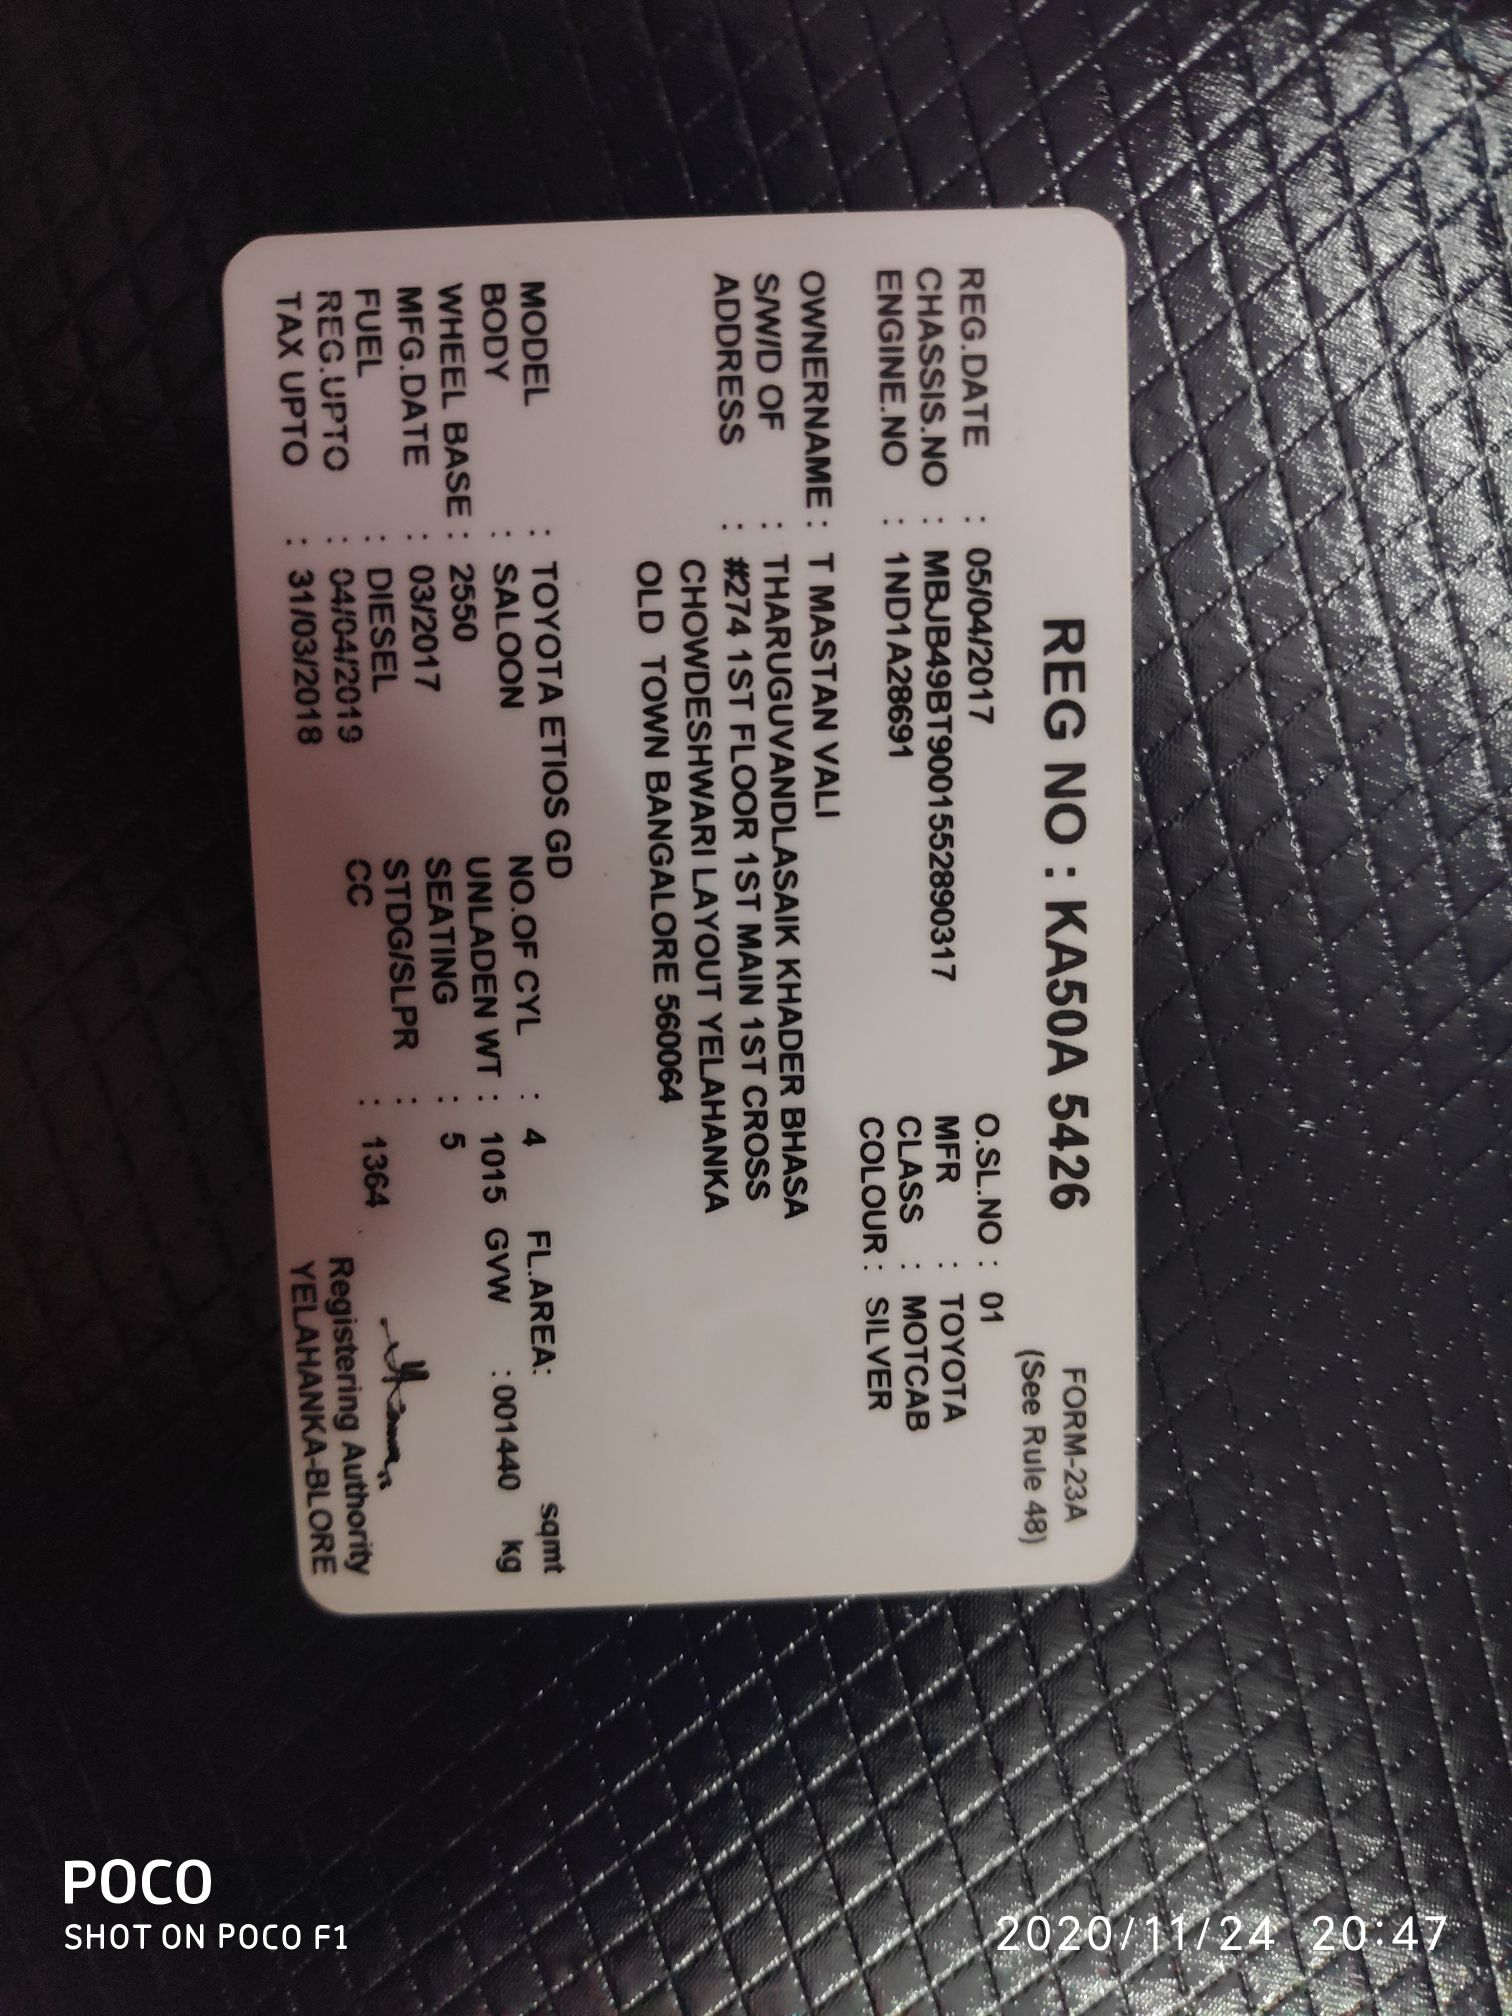 FORM-23A
REG NO : KA50A 5426 (See Rule 48)
REG.DATE : 05/04/2017 O.SL.NO : 01
CHASSIS.NO : MBJB49BT900155289​0317 MFR : TOYOTA
ENGINE.NO : 1ND1A28691 CLASS : MOTCAB
COLOUR : SILVER
OWNERNAME : T MASTAN VALI
S/W/D OF : THARUGUVANDLASAIK KHADER BHASA
ADDRESS : #274 1ST FLOOR 1ST MAIN 1ST CROSS
CHOWDESHWARI LAYOUT YELAHANKA
OLD TOWN BANGALORE 560064
MODEL : TOYOTA ETIOS GD
BODY : SALOON NO.OF CYL : 4 FL.AREA: sqmt
WHEEL BASE : 2550 UNLADEN WT : 1015 GVW : 001440 kg
MFG.DATE : 03/2017 SEATING : 5
FUEL : DIESEL STDG/SLPR :
REG.UPTO : 04/04/2019 CC : 1364
TAX UPTO : 31/03/2018
Registering Authority
YELAHANKA-BLORE
POCO
SHOT ON POCO F1
2020/11/24 20:47